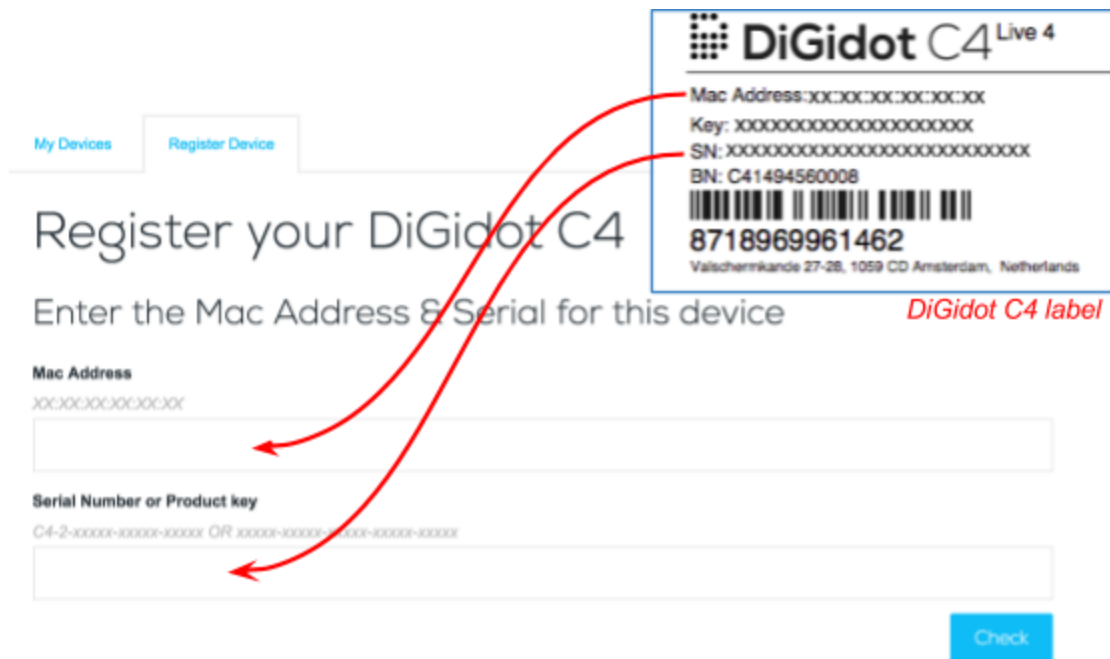 DiGidot C4 Live 4
Mac Address:xx:xx:xx:xx:xx:xx
Key: xxxxxxxxxxxxxxxxxxxxx
SN: xxxxxxxxxxxxxxxxxxxxxxxxxxx
BN: C41494560008
8718969961462
Valschermkande 27-28, 1059 CD Amsterdam, Netherlands
DiGidot C4 label
My Devices
Register Device
Register your DiGidot C4
Enter the Mac Address & Serial for this device
Mac Address
XX:XX:XX:XX:XX:XX
Serial Number or Product key
C4-2-xxxxx-xxxxx-xxxxx OR xxxxx-xxxxx-xxxxx-xxxxx-xxxxx
Check